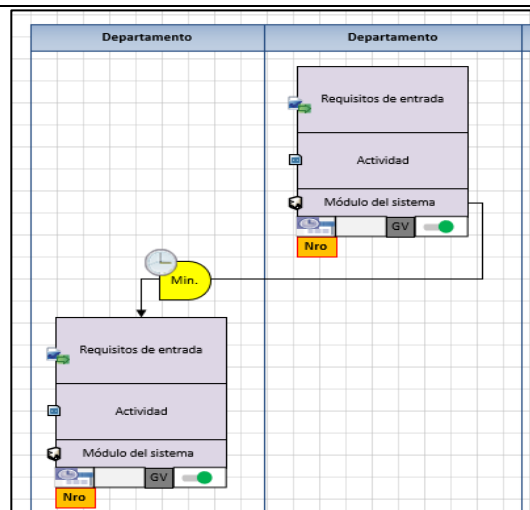 Departamento
Departamento
Requisitos de entrada
Actividad
Módulo del sistema
GV
Nro
Min.
Requisitos de entrada
Actividad
Módulo del sistema
GV
Nro